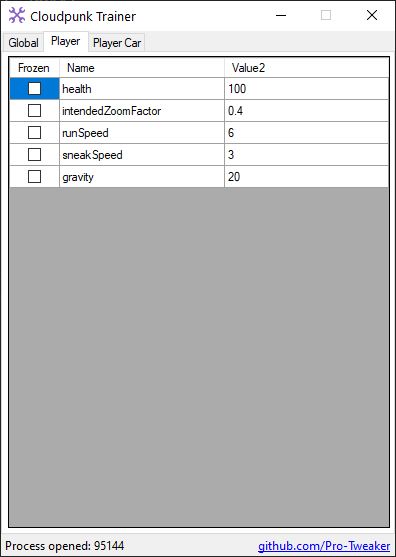 Cloudpunk Trainer
Global Player Player Car
Frozen Name Value2
health 100
intendedZoomFactor 0.4
runSpeed 6
sneakSpeed 3
gravity 20
Process opened: 95144 github.com/Pro-Tweaker